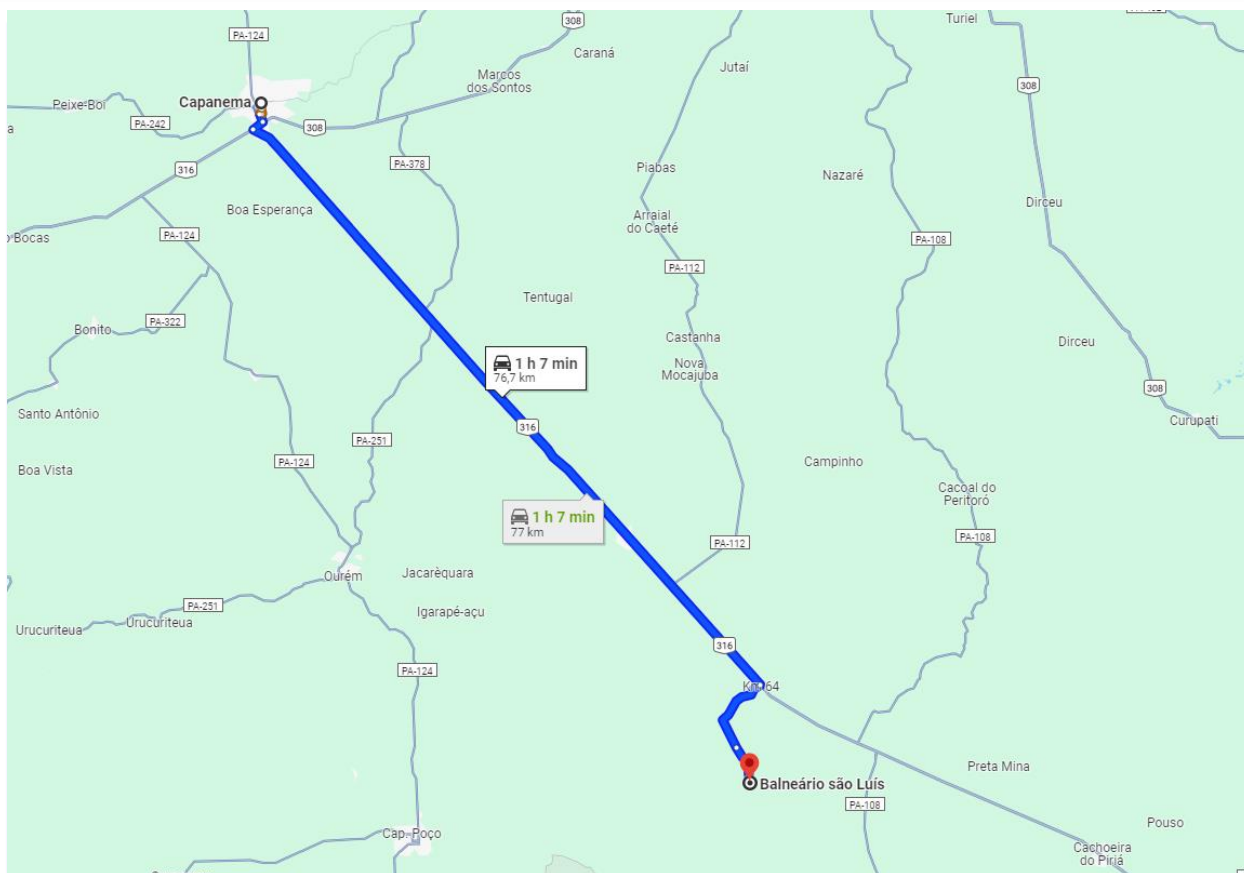 Turiel
308
PA-124
Caraná
Jutaí
Marcos
dos Sontos
308
Capanema
Peixe-Boi
PA-242
308
PA-378
316
Piabas
Nazaré
Dirceu
Boa Esperança
Arraial
do Caeté
PA-124
PA-108
o Bocas
PA-112
Tentugal
PA-322
Bonito
Castanha
Dirceu
Nova
Mocajuba
1 h 7 min
76,7 km
308
Santo Antônio
Curupati
316
PA-251
PA-124
Campinho
Boa Vista
Cacoal do
Peritoró
1 h 7 min
77 km
PA-108
PA-112
Ourém
Jacarèquara
PA-251
Igarapé-açu
Urucuriteua
Urucuriteua
316
PA-124
Km 64
Preta Mina
Balneário são Luís
PA-108
Pouso
Cap. Poço
Cachoeira
do Piriá